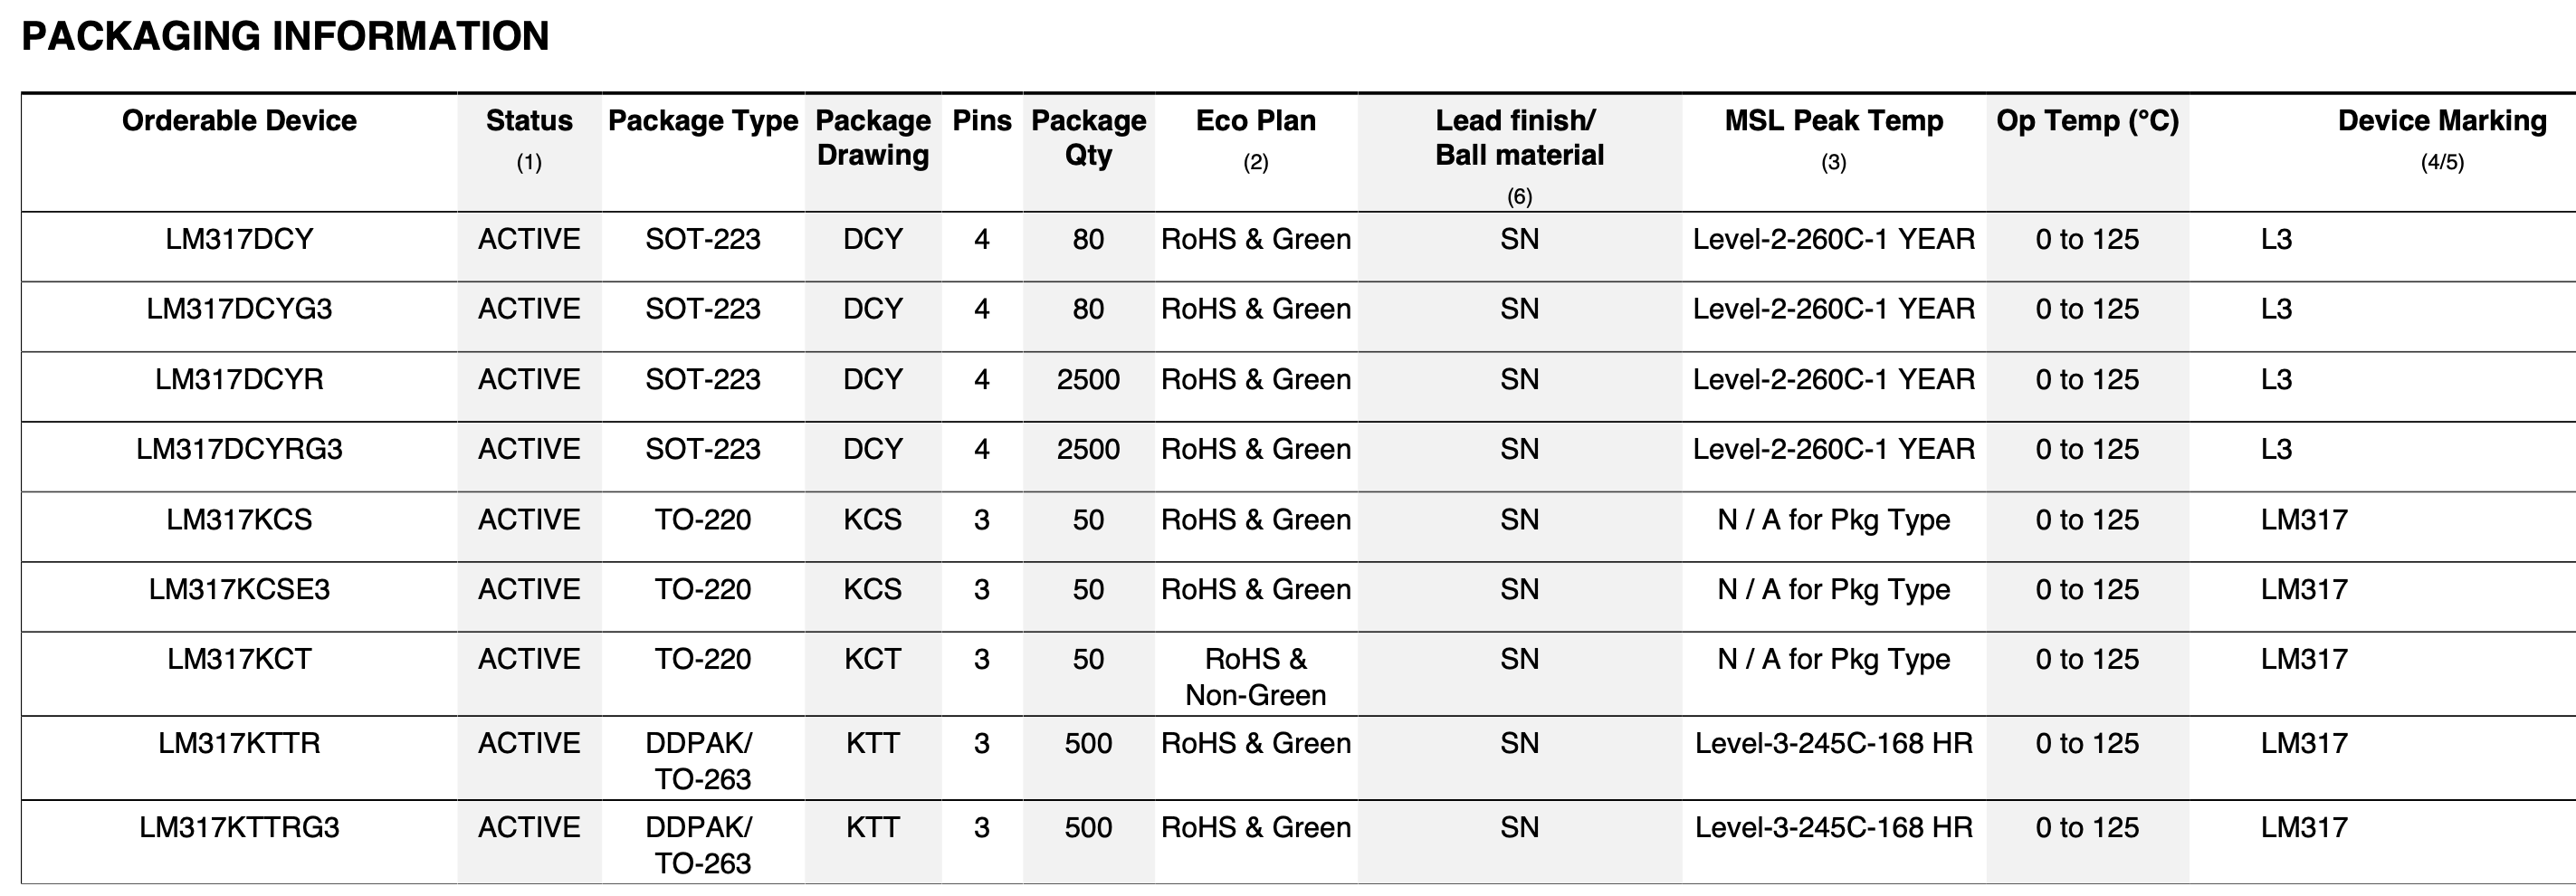 PACKAGING INFORMATION
Orderable Device Status Package Type Package Pins Package Eco Plan Lead finish/ MSL Peak Temp Op Temp (°C) Device Marking
(1) Drawing Qty (2) Ball material (3) (4/5)
(6)
LM317DCY ACTIVE SOT-223 DCY 4 80 RoHS & Green SN Level-2-260C-1 YEAR 0 to 125 L3
LM317DCYG3 ACTIVE SOT-223 DCY 4 80 RoHS & Green SN Level-2-260C-1 YEAR 0 to 125 L3
LM317DCYR ACTIVE SOT-223 DCY 4 2500 RoHS & Green SN Level-2-260C-1 YEAR 0 to 125 L3
LM317DCYRG3 ACTIVE SOT-223 DCY 4 2500 RoHS & Green SN Level-2-260C-1 YEAR 0 to 125 L3
LM317KCS ACTIVE TO-220 KCS 3 50 RoHS & Green SN N / A for Pkg Type 0 to 125 LM317
LM317KCSE3 ACTIVE TO-220 KCS 3 50 RoHS & Green SN N / A for Pkg Type 0 to 125 LM317
LM317KCT ACTIVE TO-220 KCT 3 50 RoHS & SN N / A for Pkg Type 0 to 125 LM317
Non-Green
LM317KTTR ACTIVE DDPAK/ KTT 3 500 RoHS & Green SN Level-3-245C-168 HR 0 to 125 LM317
TO-263
LM317KTTRG3 ACTIVE DDPAK/ KTT 3 500 RoHS & Green SN Level-3-245C-168 HR 0 to 125 LM317
TO-263